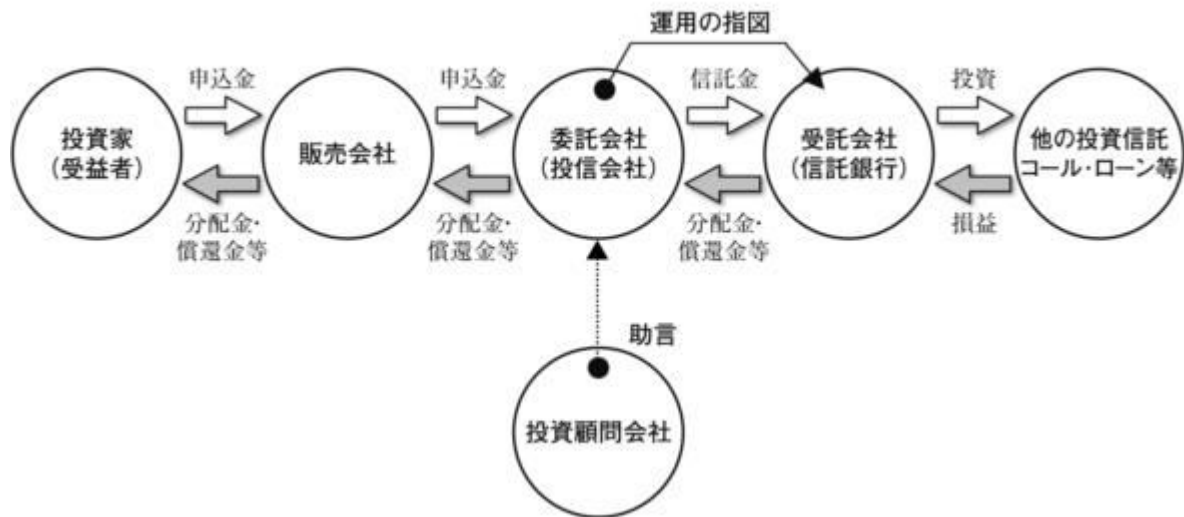 運用の指図
申込金
申込金
信託金
投資
投資家
(受益者)
販売会社
委託会社
(投信会社)
受託会社
(信託銀行)
他の投資信託
コール・ローン等
分配金・
償還金等
分配金・
償還金等
分配金・
償還金等
損益
助言
投資顧問会社